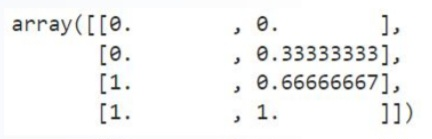 array([[0.        , 0.        ],
       [0.        , 0.33333333],
       [1.        , 0.66666667],
       [1.        , 1.        ]])